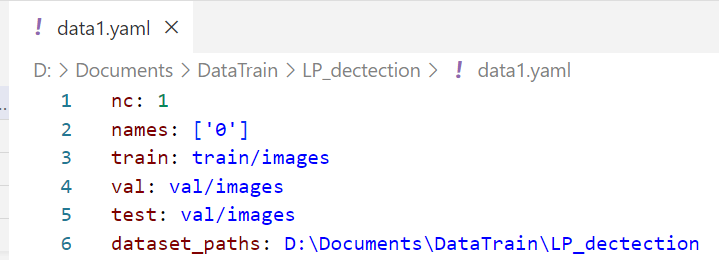 ! data1.yaml ×
D: > Documents > DataTrain > LP_dectection > ! data1.yaml
1 nc: 1
2 names: ['0']
3 train: train/images
4 val: val/images
5 test: val/images
6 dataset_paths: D:\Documents\DataTrain\LP_dectection